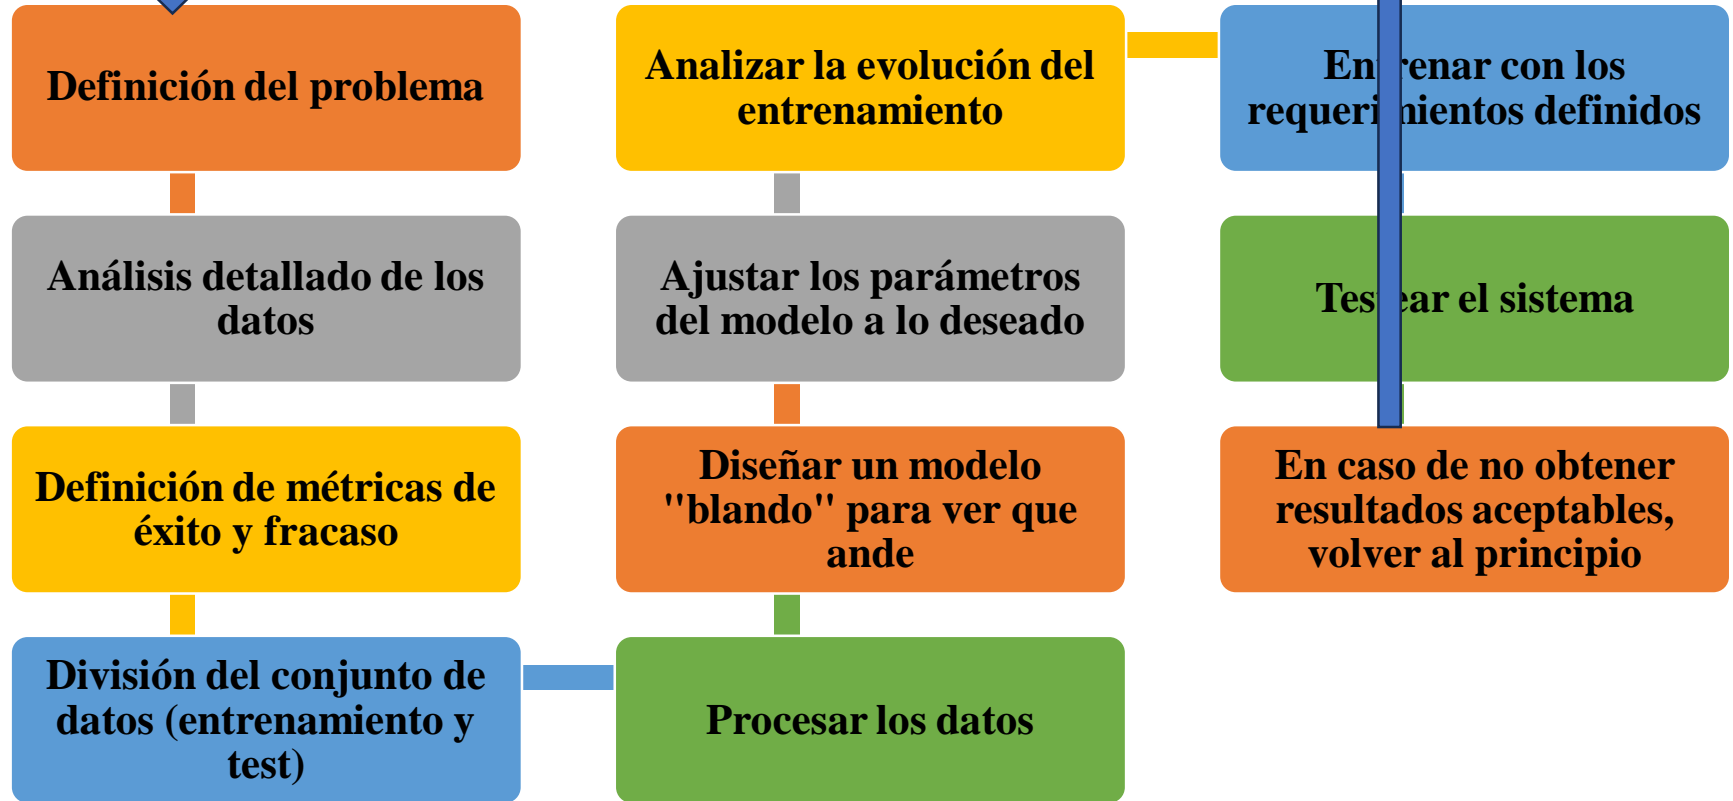 Definición del problema
Análisis detallado de los
datos
Definición de métricas de
éxito y fracaso
División del conjunto de
datos (entrenamiento y
test)
Procesar los datos
Diseñar un modelo
"blando" para ver que
ande
Ajustar los parámetros
del modelo a lo deseado
Analizar la evolución del
entrenamiento
Entrenar con los
requerimientos definidos
Testear el sistema
En caso de no obtener
resultados aceptables,
volver al principio